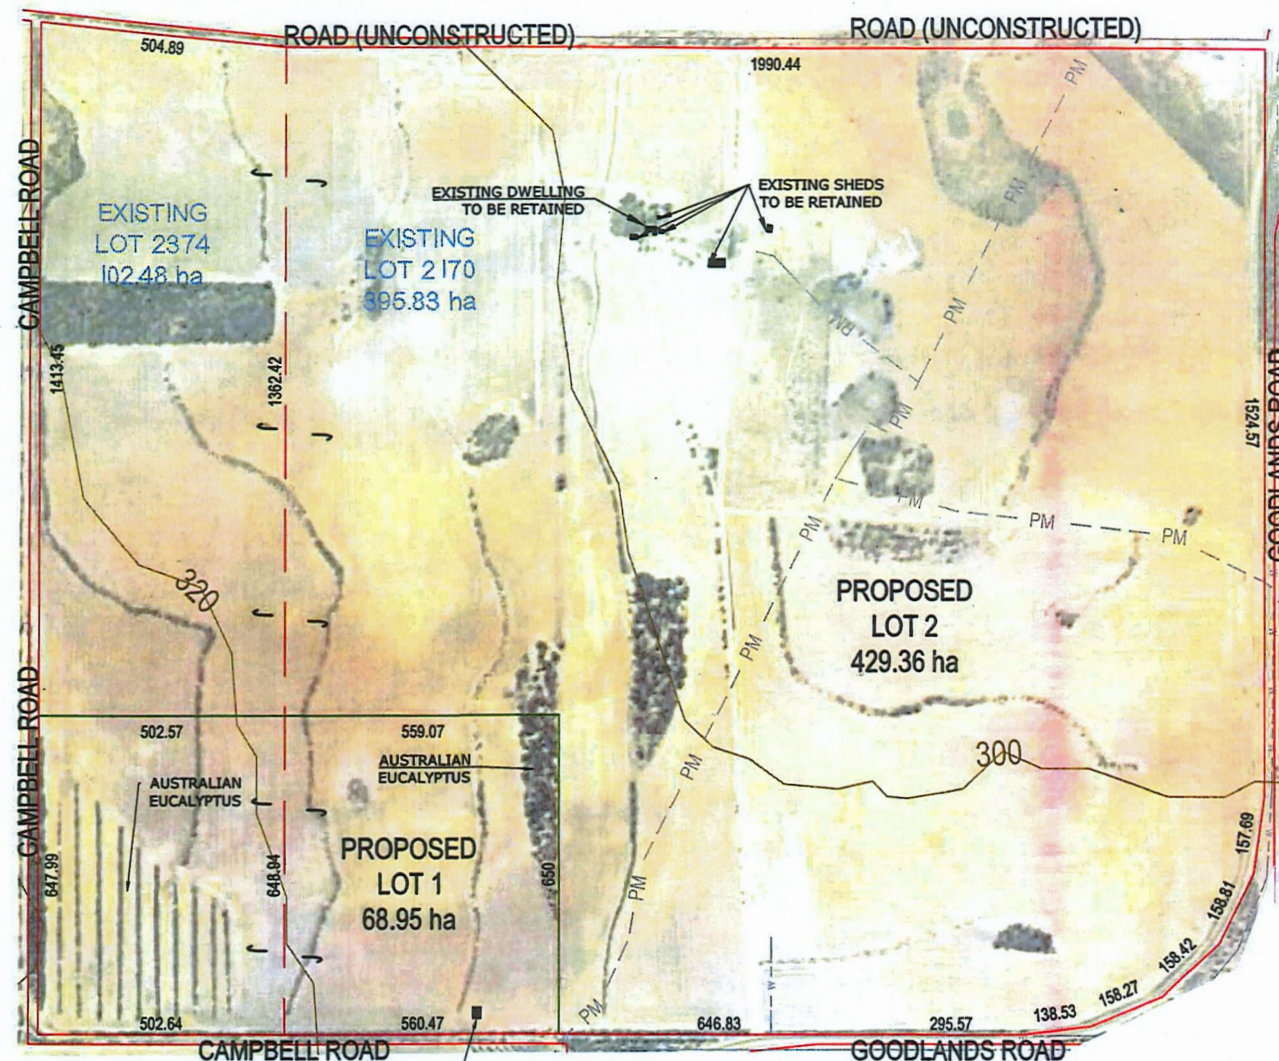 ROAD (UNCONSTRUCTED)
ROAD (UNCONSTRUCTED)
504.89
1990.44
CAMPBELL ROAD
EXISTING
LOT 2374
102.48 ha
EXISTING
LOT 2170
395.83 ha
EXISTING DWELLING
TO BE RETAINED
EXISTING SHEDS
TO BE RETAINED
PM
PM
PM
PM
PM
PM
PM
PM
PM
PM
PM
PM
PM
PM
1413.45
1362.42
1524.57
GOODLANDS ROAD
320
PROPOSED
LOT 2
429.36 ha
300
CAMPBELL ROAD
502.57
559.07
AUSTRALIAN
EUCALYPTUS
AUSTRALIAN
EUCALYPTUS
PROPOSED
LOT 1
68.95 ha
647.99
648.94
650
157.69
158.81
158.42
158.27
138.53
W
502.64
560.47
646.83
295.57
CAMPBELL ROAD
GOODLANDS ROAD